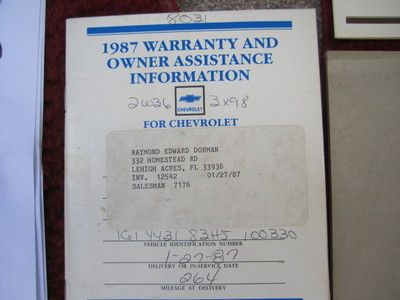 8031
1987 WARRANTY AND
OWNER ASSISTANCE
INFORMATION
2W36 CHEVROLET 3x98
FOR CHEVROLET
RAYMOND EDWARD DORMAN
332 HOMESTEAD RD
LEHIGH ACRES, FL 33936
INV. 12542 01/27/87
SALESMAN 7176
1G1 YY31 83H5 100330
VEHICLE IDENTIFICATION NUMBER
1-27-87
DELIVERY OR IN-SERVICE DATE
264
MILEAGE AT DELIVERY